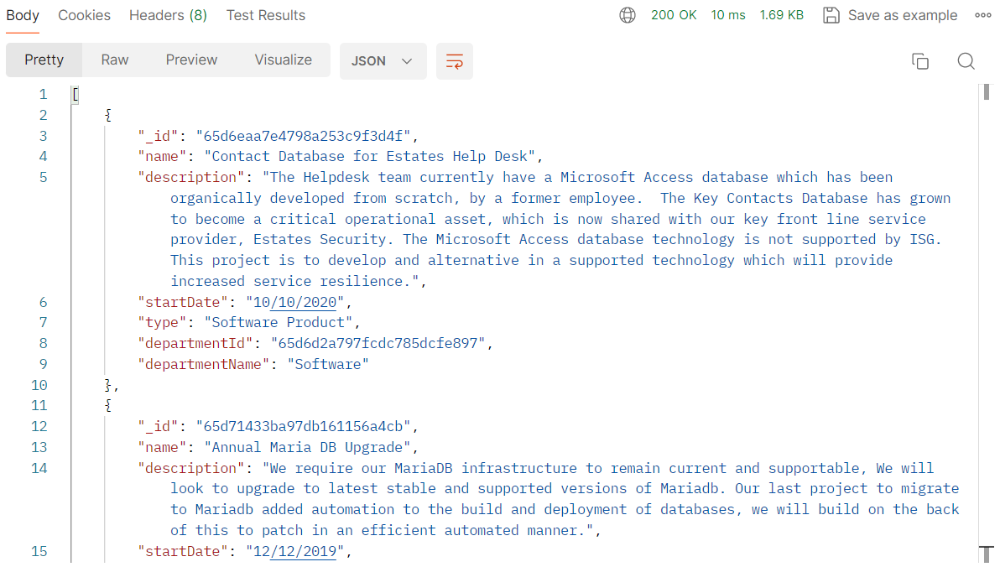 Body Cookies Headers (8) Test Results 200 OK 10 ms 1.69 KB Save as example
Pretty Raw Preview Visualize JSON
1 [
2 {
3 "_id": "65d6eaa7e4798a253c9f3d4f",
4 "name": "Contact Database for Estates Help Desk",
5 "description": "The Helpdesk team currently have a Microsoft Access database which has been
organically developed from scratch, by a former employee.  The Key Contacts Database has grown
to become a critical operational asset, which is now shared with our key front line service
provider, Estates Security. The Microsoft Access database technology is not supported by ISG.
This project is to develop and alternative in a supported technology which will provide
increased service resilience.",
6 "startDate": "10/10/2020",
7 "type": "Software Product",
8 "departmentId": "65d6d2a797fcdc785dcfe897",
9 "departmentName": "Software"
10 },
11 {
12 "_id": "65d71433ba97db161156a4cb",
13 "name": "Annual Maria DB Upgrade",
14 "description": "We require our MariaDB infrastructure to remain current and supportable, We will
look to upgrade to latest stable and supported versions of Mariadb. Our last project to migrate
to Mariadb added automation to the build and deployment of databases, we will build on the back
of this to patch in an efficient automated manner.",
15 "startDate": "12/12/2019",